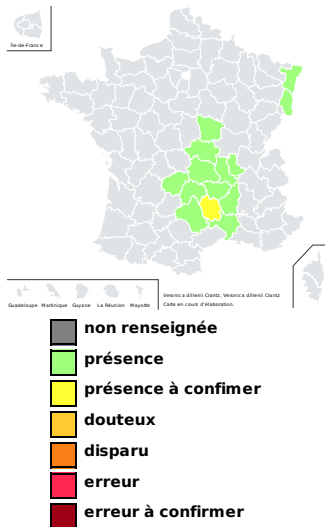 Île-de-France
Guadeloupe Martinique Guyane La Réunion Mayotte
Veronica dillenii Crantz, Veronica dillenii Crantz
Carte en cours d'élaboration.
non renseignée
présence
présence à confimer
douteux
disparu
erreur
erreur à confirmer